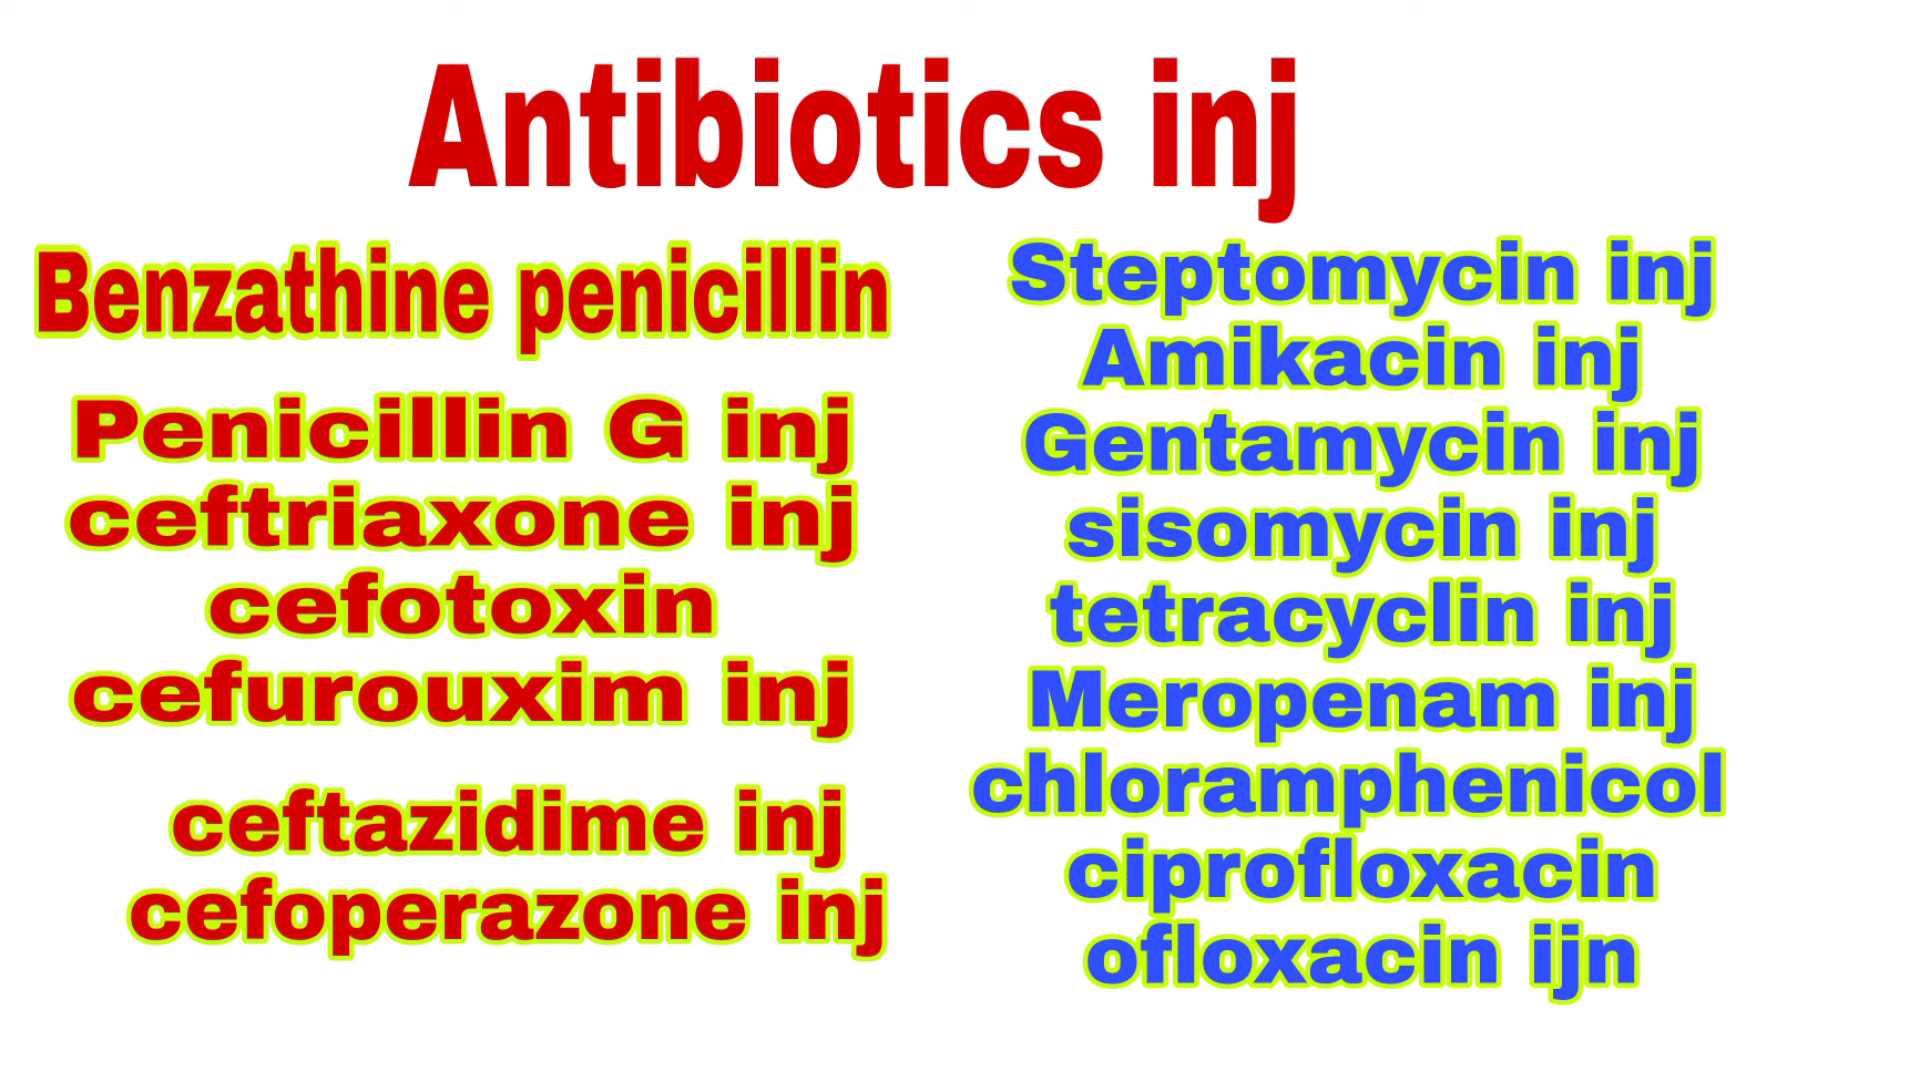 Antibiotics inj
Benzathine penicillin
Penicillin G inj
ceftriaxone inj
cefotoxin
cefurouxim inj
ceftazidime inj
cefoperazone inj
Steptomycin inj
Amikacin inj
Gentamycin inj
sisomycin inj
tetracyclin inj
Meropenam inj
chloramphenicol
ciprofloxacin
ofloxacin ijn